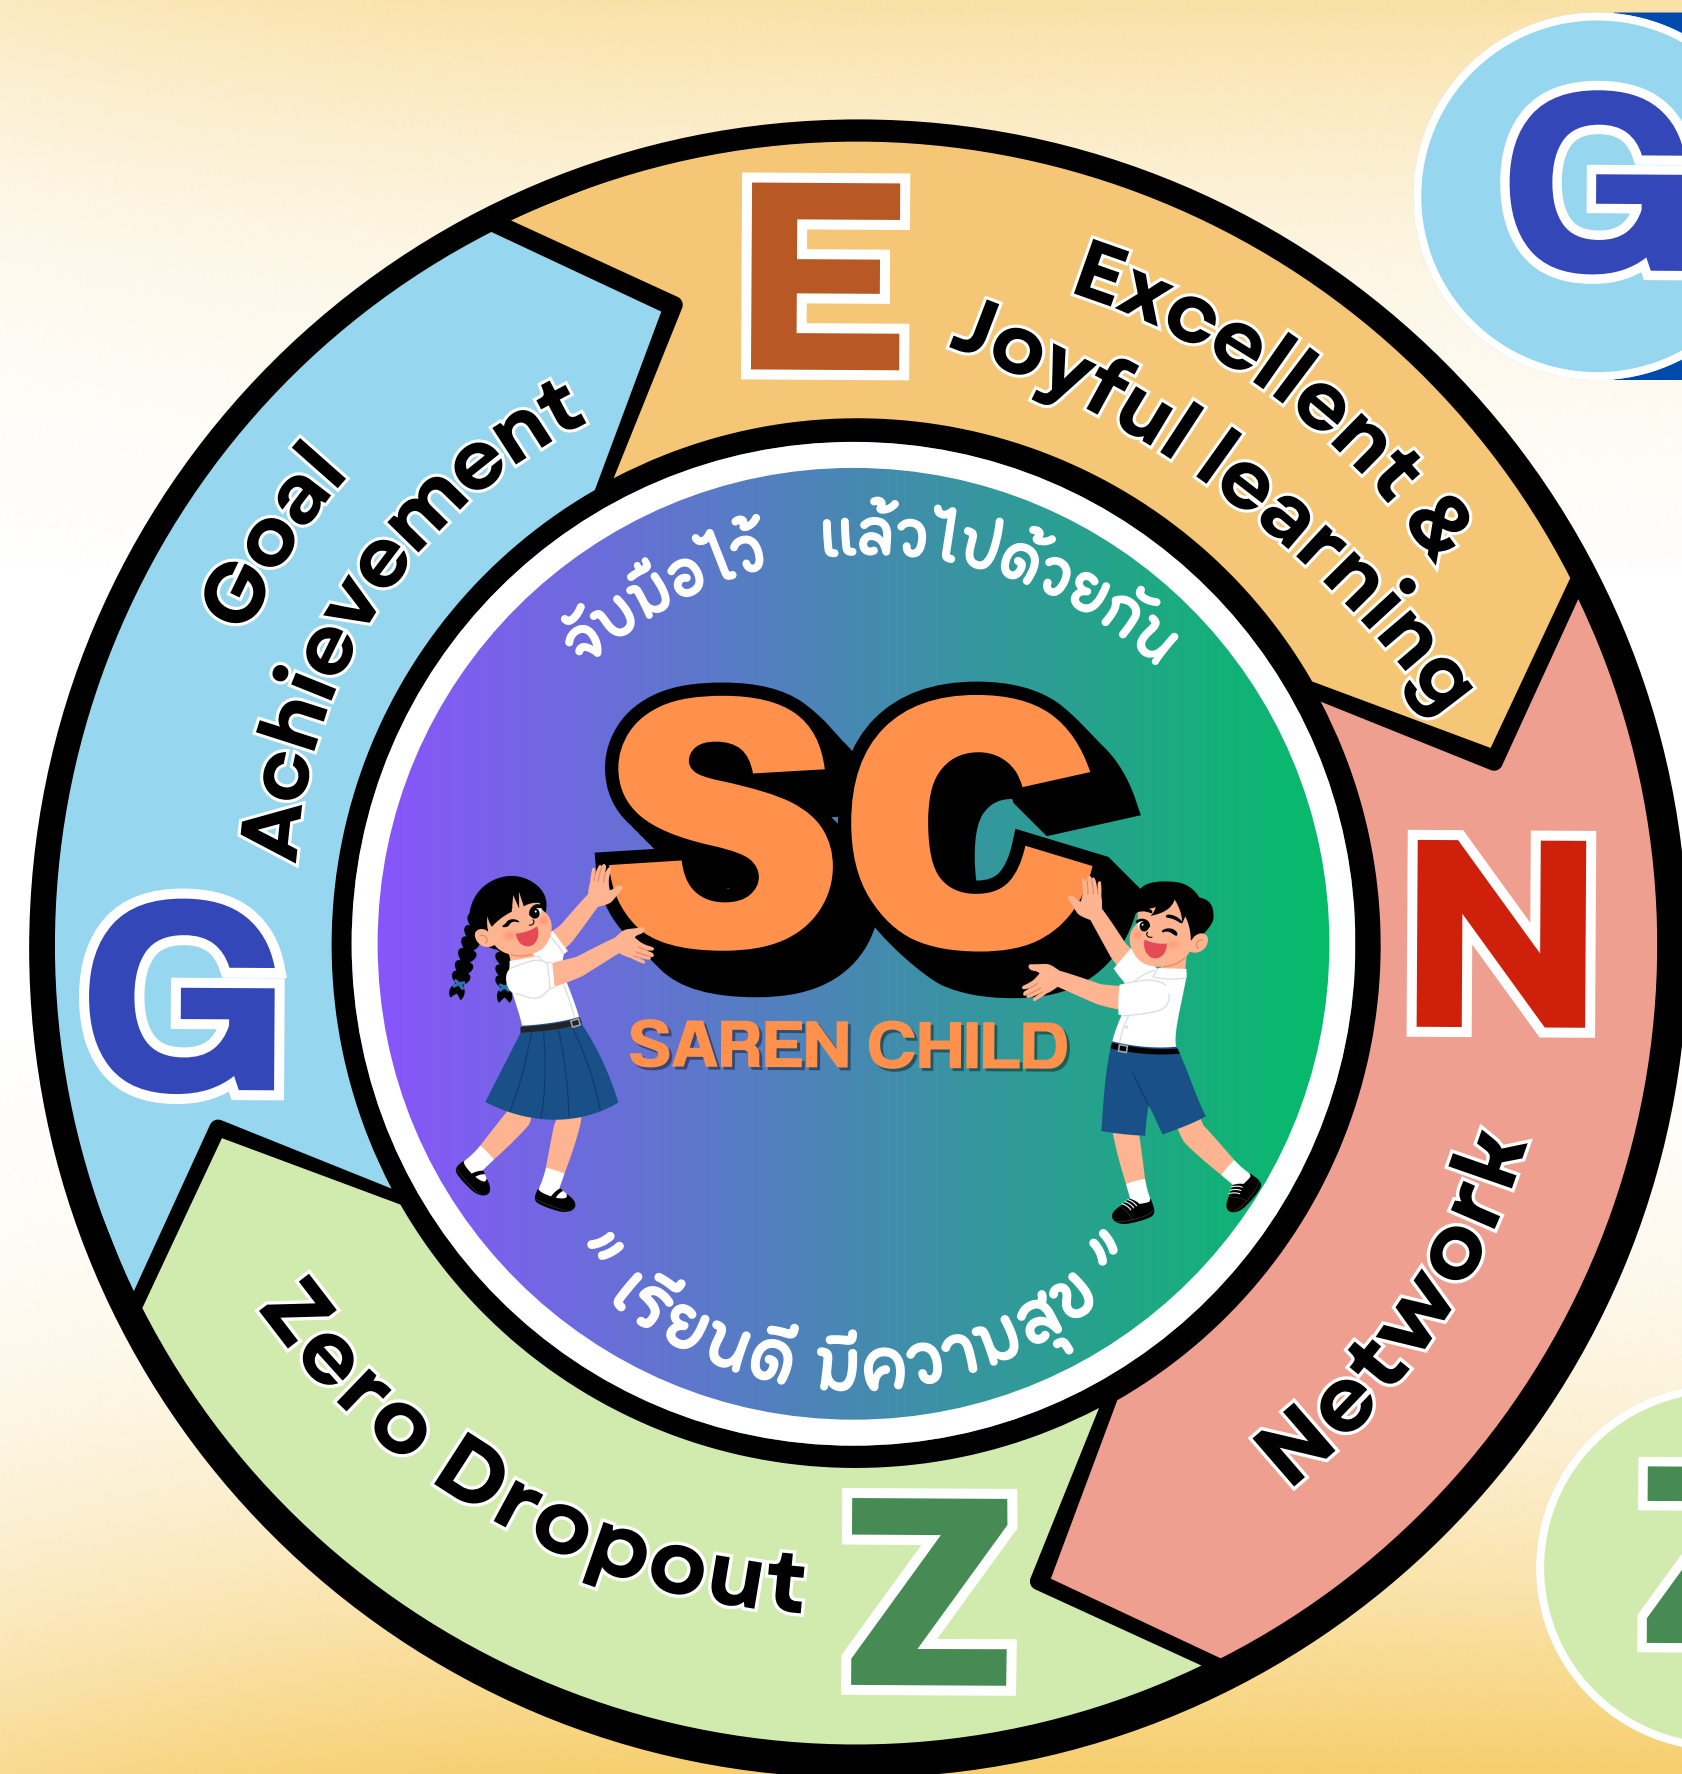 G
E
Excellent &
Joyful learning
Goal
Achievement
G
N
Network
Z
Zero Dropout
จับมือไว้ แล้วไปด้วยกัน
SC
SAREN CHILD
"เรียนดี มีความสุข"
Z